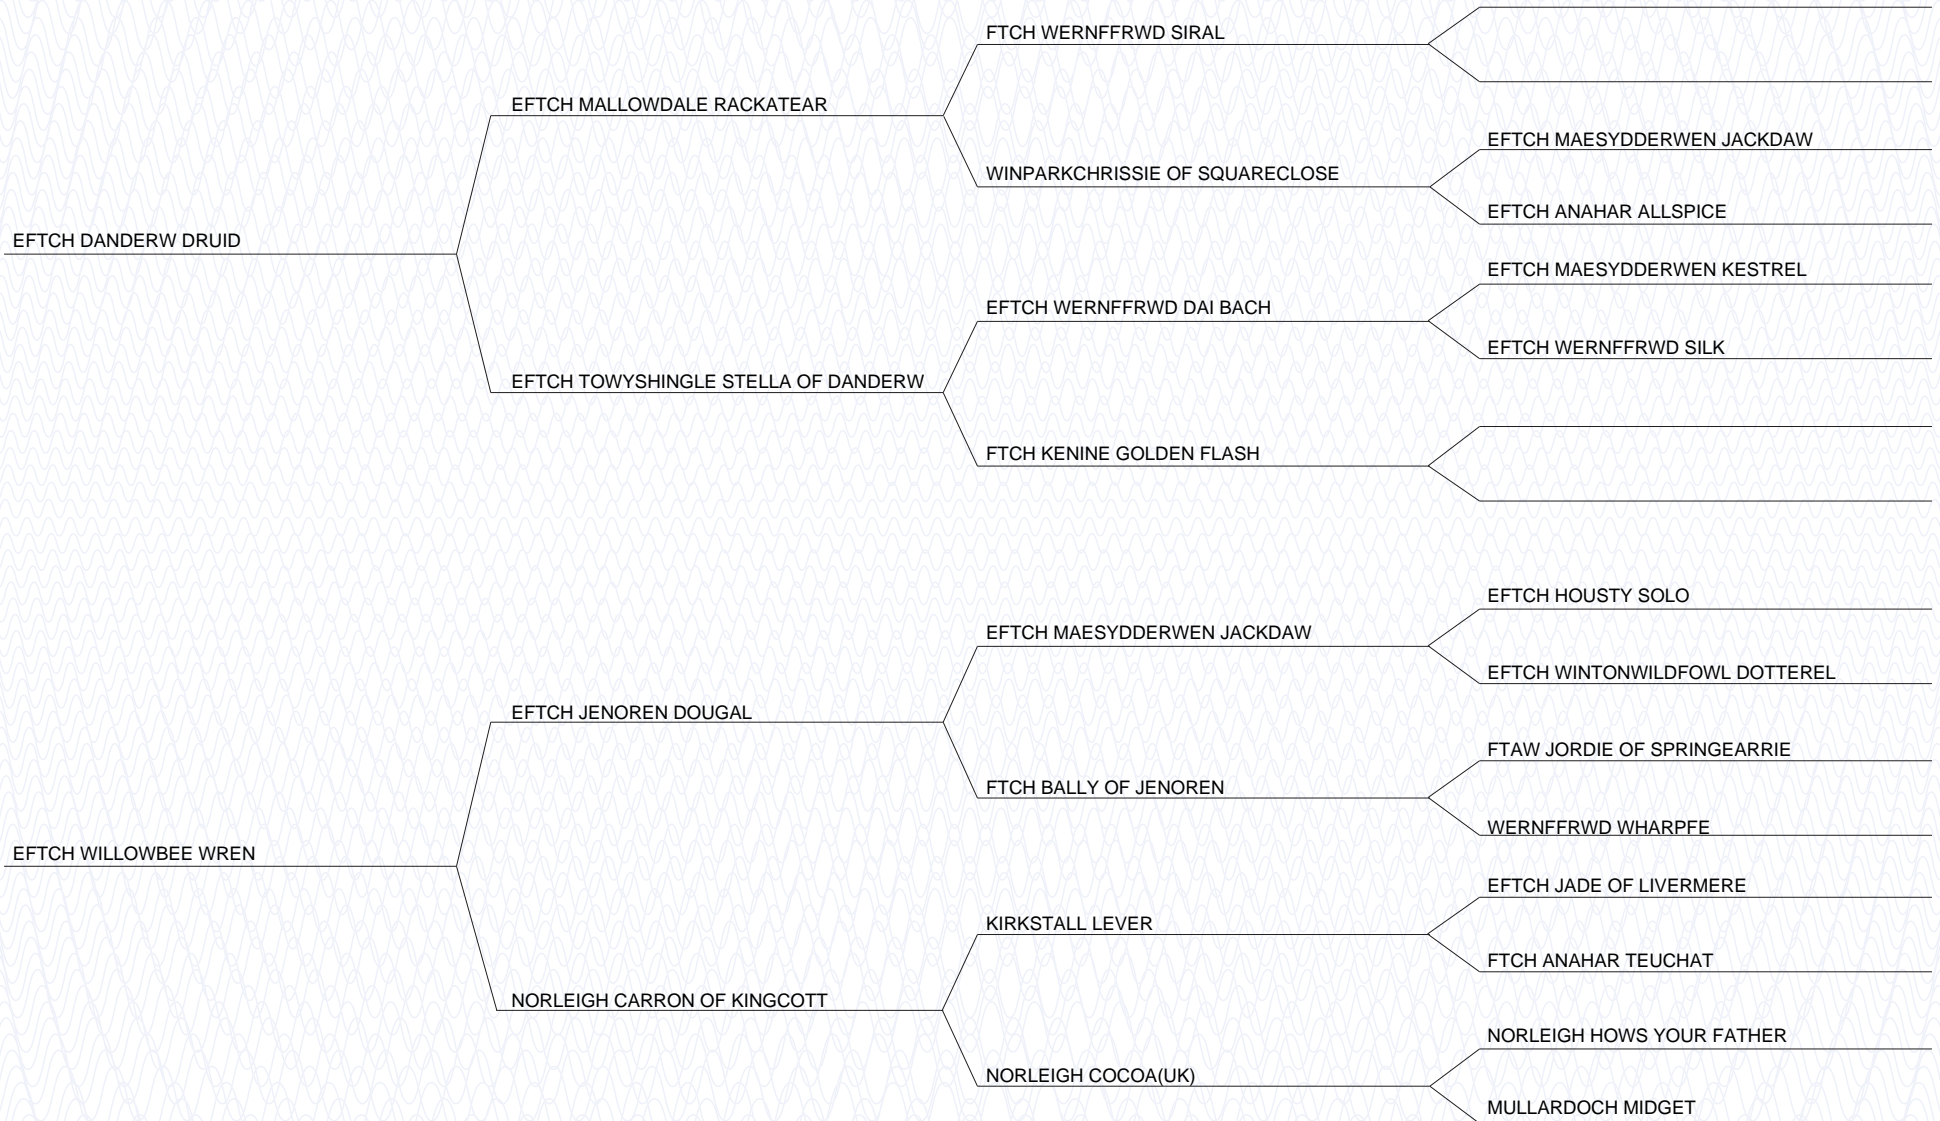 FTCH WERNFFRWD SIRAL
EFTCH MALLOWDALE RACKATEAR
EFTCH MAESYDDERWEN JACKDAW
WINPARKCHRISSIE OF SQUARECLOSE
EFTCH ANAHAR ALLSPICE
EFTCH DANDERW DRUID
EFTCH MAESYDDERWEN KESTREL
EFTCH WERNFFRWD DAI BACH
EFTCH WERNFFRWD SILK
EFTCH TOWYSHINGLE STELLA OF DANDERW
FTCH KENINE GOLDEN FLASH
EFTCH HOUSTY SOLO
EFTCH MAESYDDERWEN JACKDAW
EFTCH WINTONWILDFOWL DOTTEREL
EFTCH JENOREN DOUGAL
FTAW JORDIE OF SPRINGEARRIE
FTCH BALLY OF JENOREN
WERNFFRWD WHARPFE
EFTCH WILLOWBEE WREN
EFTCH JADE OF LIVERMERE
KIRKSTALL LEVER
FTCH ANAHAR TEUCHAT
NORLEIGH CARRON OF KINGCOTT
NORLEIGH HOWS YOUR FATHER
NORLEIGH COCOA(UK)
MULLARDOCH MIDGET